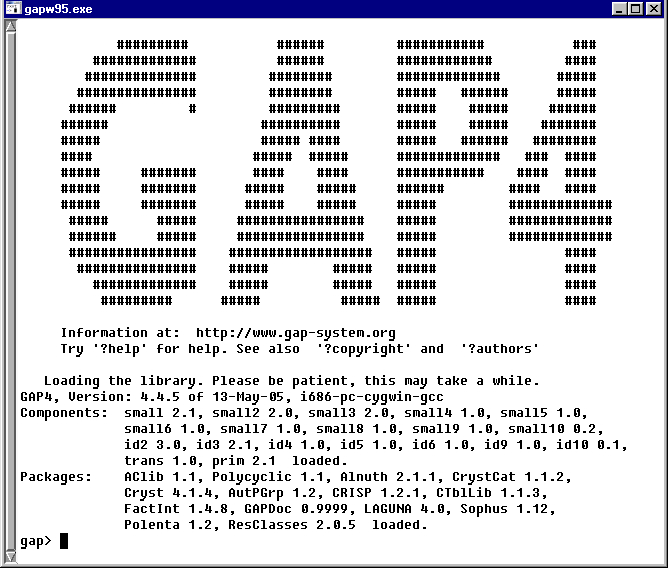 gapw95.exe
GAP4
Information at:  http://www.gap-system.org
Try '?help' for help. See also  '?copyright' and  '?authors'
Loading the library. Please be patient, this may take a while.
GAP4, Version: 4.4.5 of 13-May-05, i686-pc-cygwin-gcc
Components:  small 2.1, small2 2.0, small3 2.0, small4 1.0, small5 1.0,
small6 1.0, small7 1.0, small8 1.0, small9 1.0, small10 0.2,
id2 3.0, id3 2.1, id4 1.0, id5 1.0, id6 1.0, id9 1.0, id10 0.1,
trans 1.0, prim 2.1  loaded.
Packages:    AClib 1.1, Polycyclic 1.1, Alnuth 2.1.1, CrystCat 1.1.2,
Cryst 4.1.4, AutPGrp 1.2, CRISP 1.2.1, CTblLib 1.1.3,
FactInt 1.4.8, GAPDoc 0.9999, LAGUNA 4.0, Sophus 1.12,
Polenta 1.2, ResClasses 2.0.5  loaded.
gap>